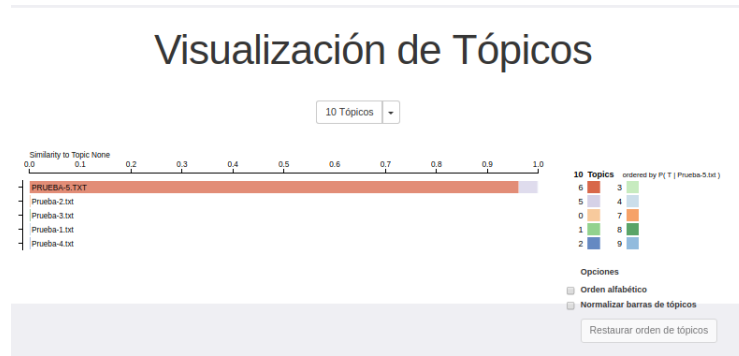 Visualización de Tópicos
10 Tópicos
Similarity to Topic None
0.0 0.1 0.2 0.3 0.4 0.5 0.6 0.7 0.8 0.9 1.0
PRUEBA-5.TXT
Prueba-2.txt
Prueba-3.txt
Prueba-1.txt
Prueba-4.txt
10 Topics ordered by P( T | Prueba-5.txt )
6 3
5 4
0 7
1 8
2 9
Opciones
Orden alfabético
Normalizar barras de tópicos
Restaurar orden de tópicos